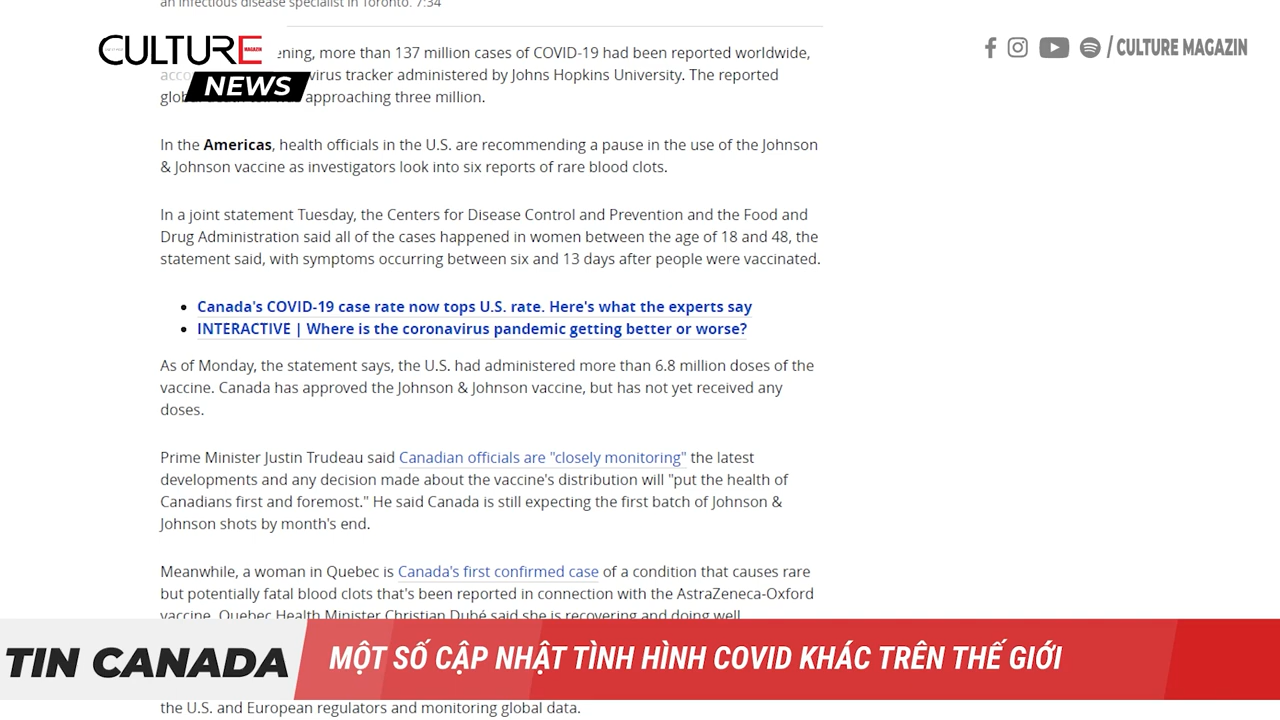 an infectious disease specialist in Toronto. 7:34
CULTURE
MAGAZIN
NEWS
/ CULTURE MAGAZIN
ening, more than 137 million cases of COVID-19 had been reported worldwide,
acco virus tracker administered by Johns Hopkins University. The reported
glob approaching three million.
In the Americas, health officials in the U.S. are recommending a pause in the use of the Johnson
& Johnson vaccine as investigators look into six reports of rare blood clots.
In a joint statement Tuesday, the Centers for Disease Control and Prevention and the Food and
Drug Administration said all of the cases happened in women between the age of 18 and 48, the
statement said, with symptoms occurring between six and 13 days after people were vaccinated.
• Canada's COVID-19 case rate now tops U.S. rate. Here's what the experts say
• INTERACTIVE | Where is the coronavirus pandemic getting better or worse?
As of Monday, the statement says, the U.S. had administered more than 6.8 million doses of the
vaccine. Canada has approved the Johnson & Johnson vaccine, but has not yet received any
doses.
Prime Minister Justin Trudeau said Canadian officials are "closely monitoring" the latest
developments and any decision made about the vaccine's distribution will "put the health of
Canadians first and foremost." He said Canada is still expecting the first batch of Johnson &
Johnson shots by month's end.
Meanwhile, a woman in Quebec is Canada's first confirmed case of a condition that causes rare
but potentially fatal blood clots that's been reported in connection with the AstraZeneca-Oxford
vaccine. Quebec Health Minister Christian Dubé said she is recovering and doing well.
TIN CANADA
MỘT SỐ CẬP NHẬT TÌNH HÌNH COVID KHÁC TRÊN THẾ GIỚI
the U.S. and European regulators and monitoring global data.